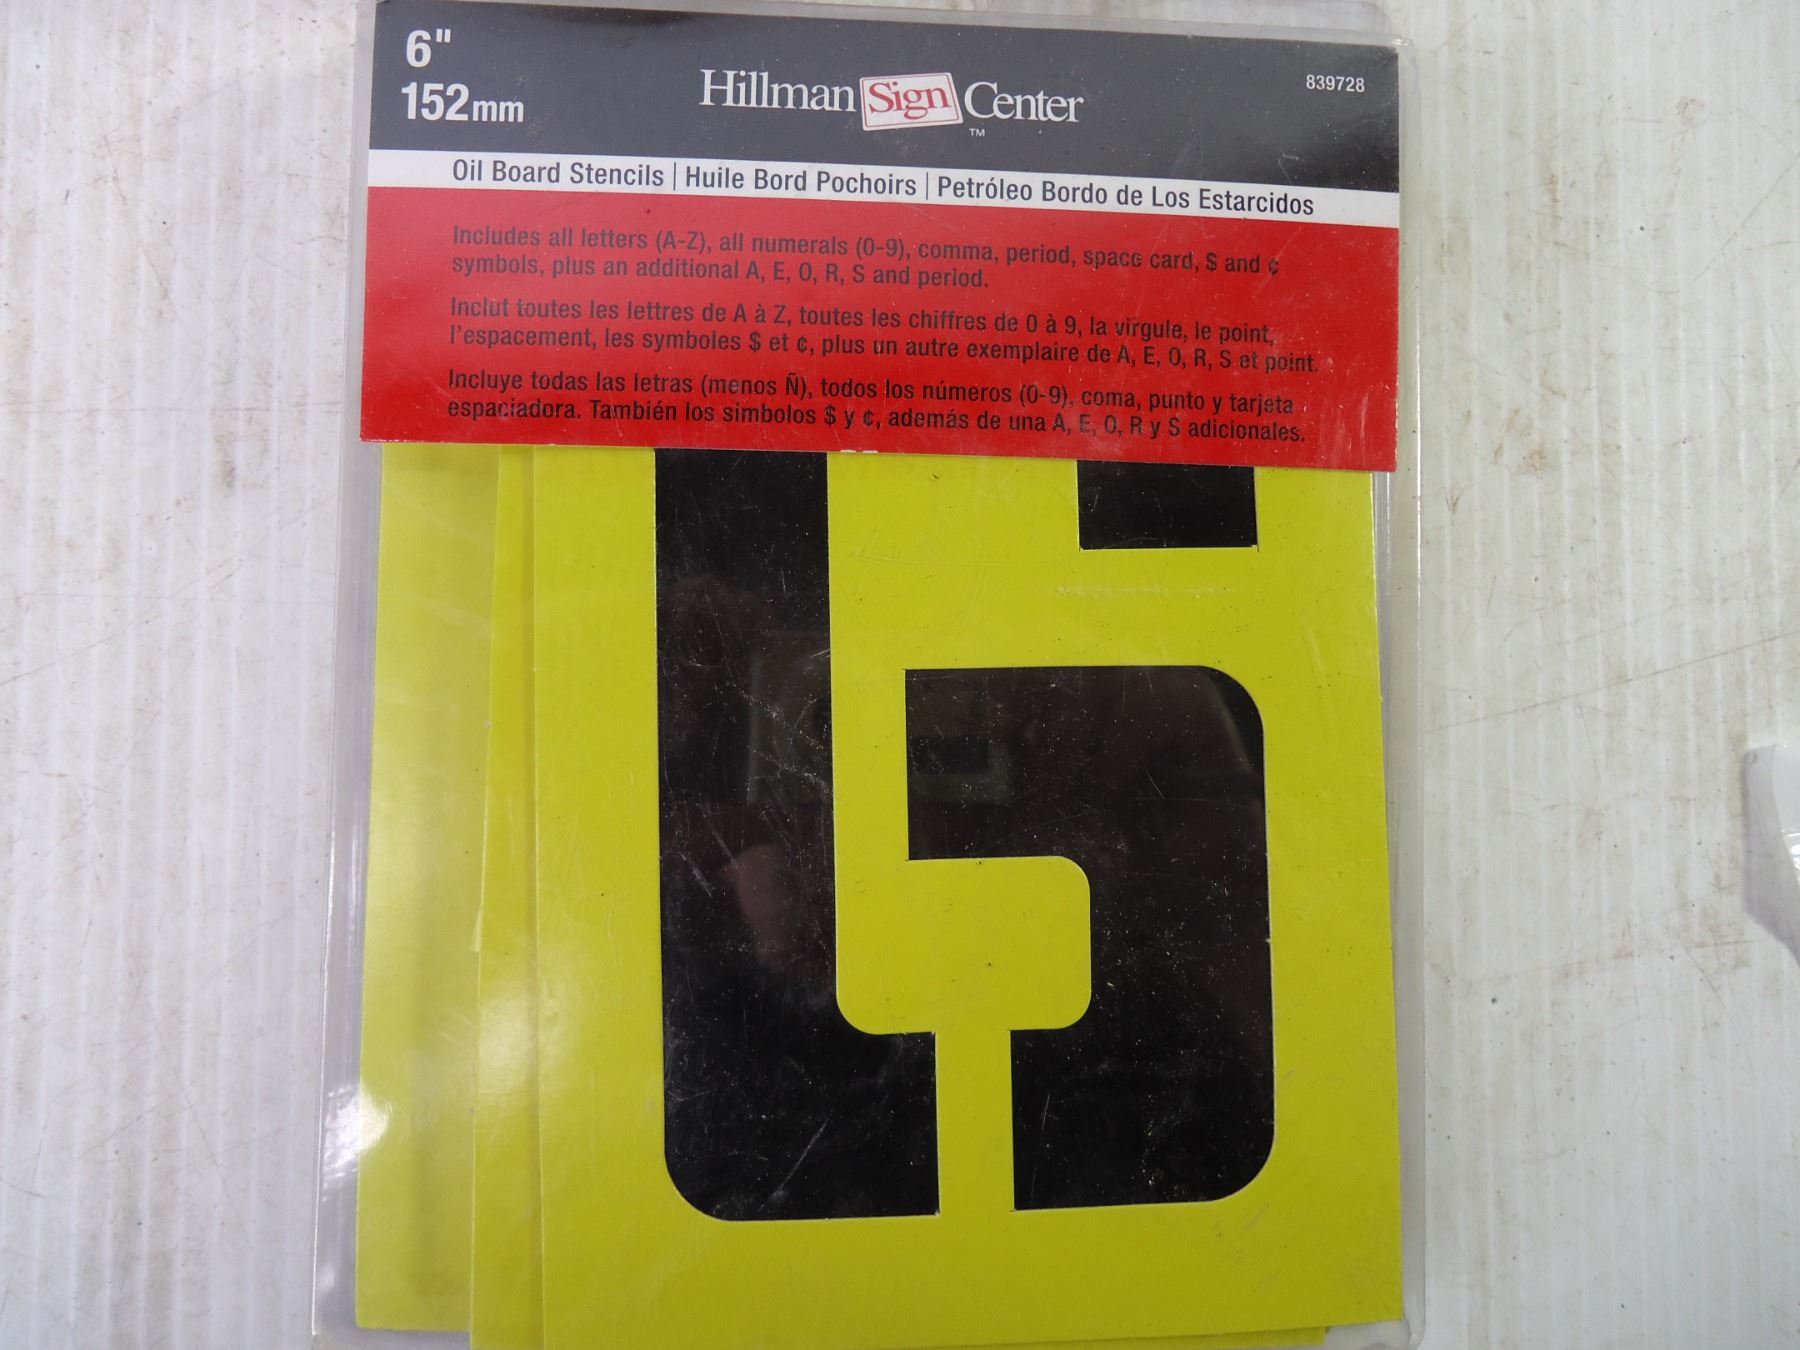 6"
152mm
Hillman Sign Center™
839728
Oil Board Stencils | Huile Bord Pochoirs | Petróleo Bordo de Los Estarcidos
Includes all letters (A-Z), all numerals (0-9), comma, period, space card, $ and ¢
symbols, plus an additional A, E, O, R, S and period.
Inclut toutes les lettres de A à Z, toutes les chiffres de 0 à 9, la virgule, le point,
l'espacement, les symboles $ et ¢, plus un autre exemplaire de A, E, O, R, S et point.
Incluye todas las letras (menos Ñ), todos los números (0-9), coma, punto y tarjeta
espaciadora. También los símbolos $ y ¢, además de una A, E, O, R y S adicionales.
G